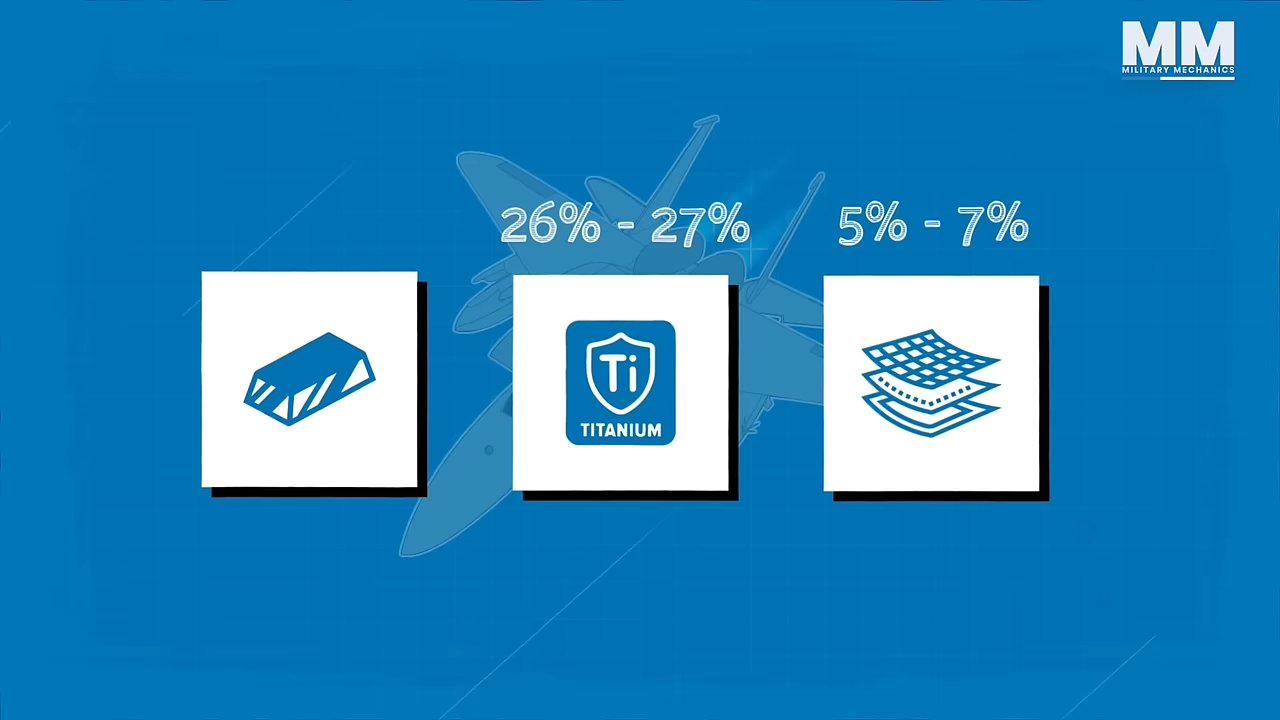 MM
MILITARY MECHANICS
26% - 27%
5% - 7%
Ti
TITANIUM